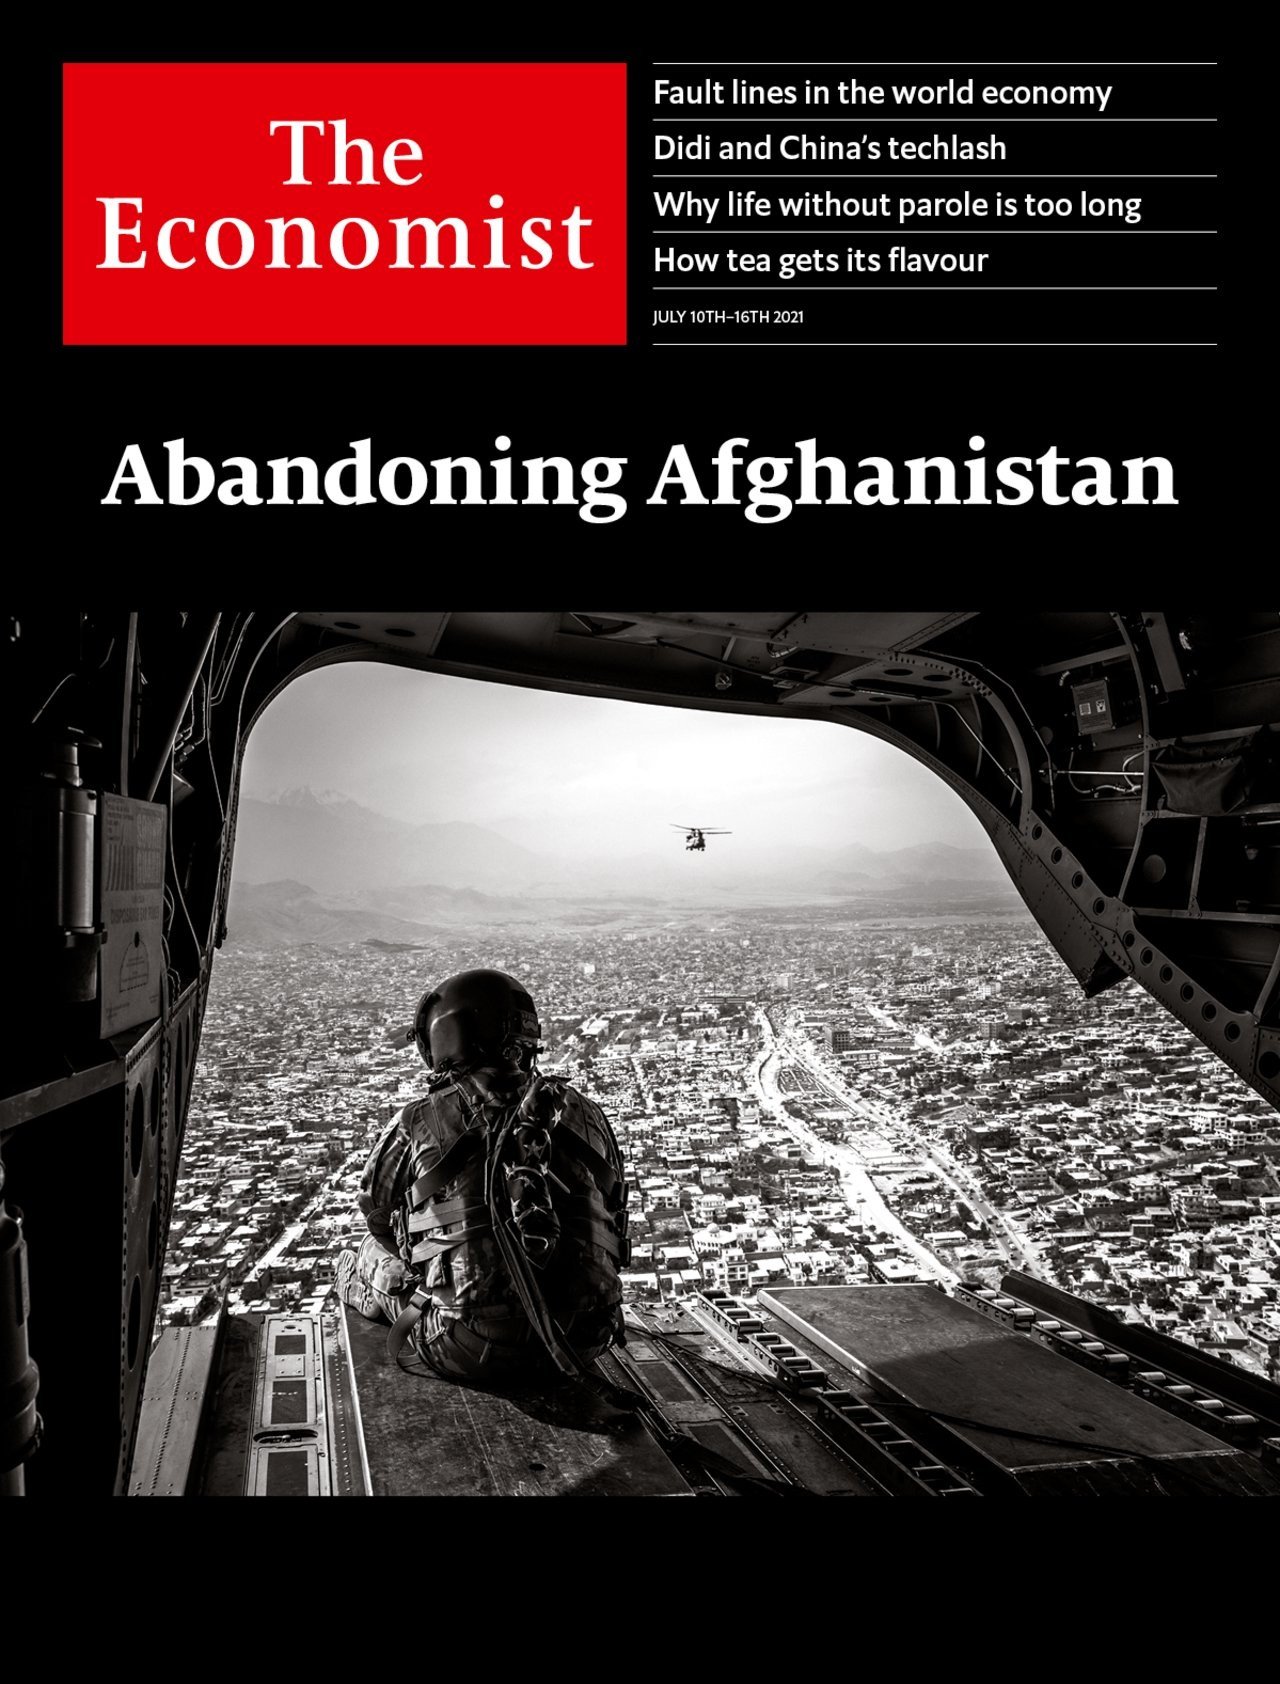 The
Economist
Fault lines in the world economy
Didi and China’s techlash
Why life without parole is too long
How tea gets its flavour
JULY 10TH–16TH 2021
Abandoning Afghanistan